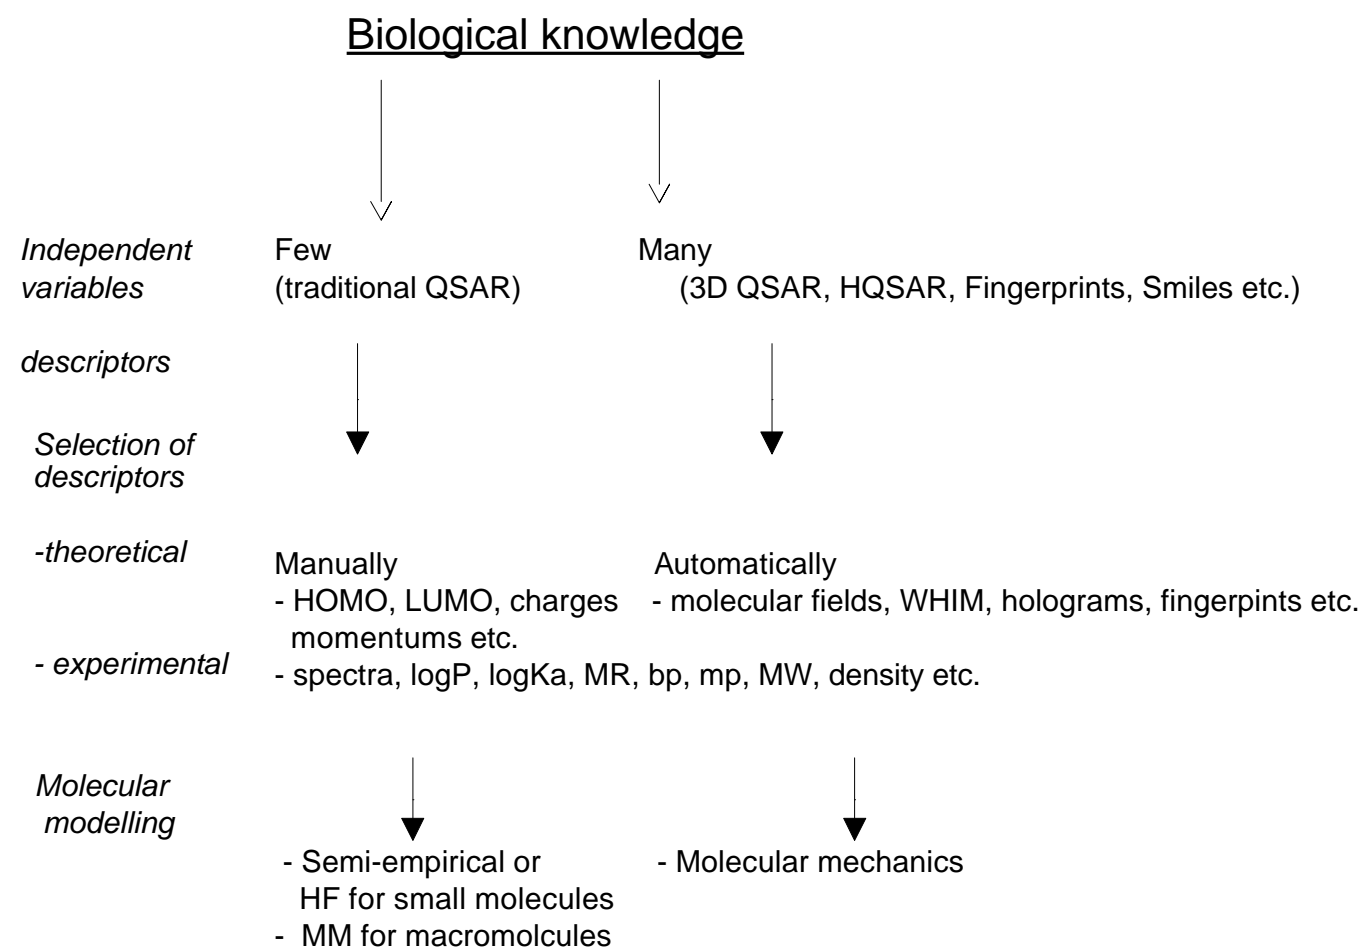 Biological knowledge
Independent Few Many
variables (traditional QSAR) (3D QSAR, HQSAR, Fingerprints, Smiles etc.)
descriptors
Selection of
descriptors
-theoretical Manually Automatically
- HOMO, LUMO, charges - molecular fields, WHIM, holograms, fingerpints etc.
momentums etc.
- experimental - spectra, logP, logKa, MR, bp, mp, MW, density etc.
Molecular
modelling
- Semi-empirical or - Molecular mechanics
HF for small molecules
- MM for macromolcules